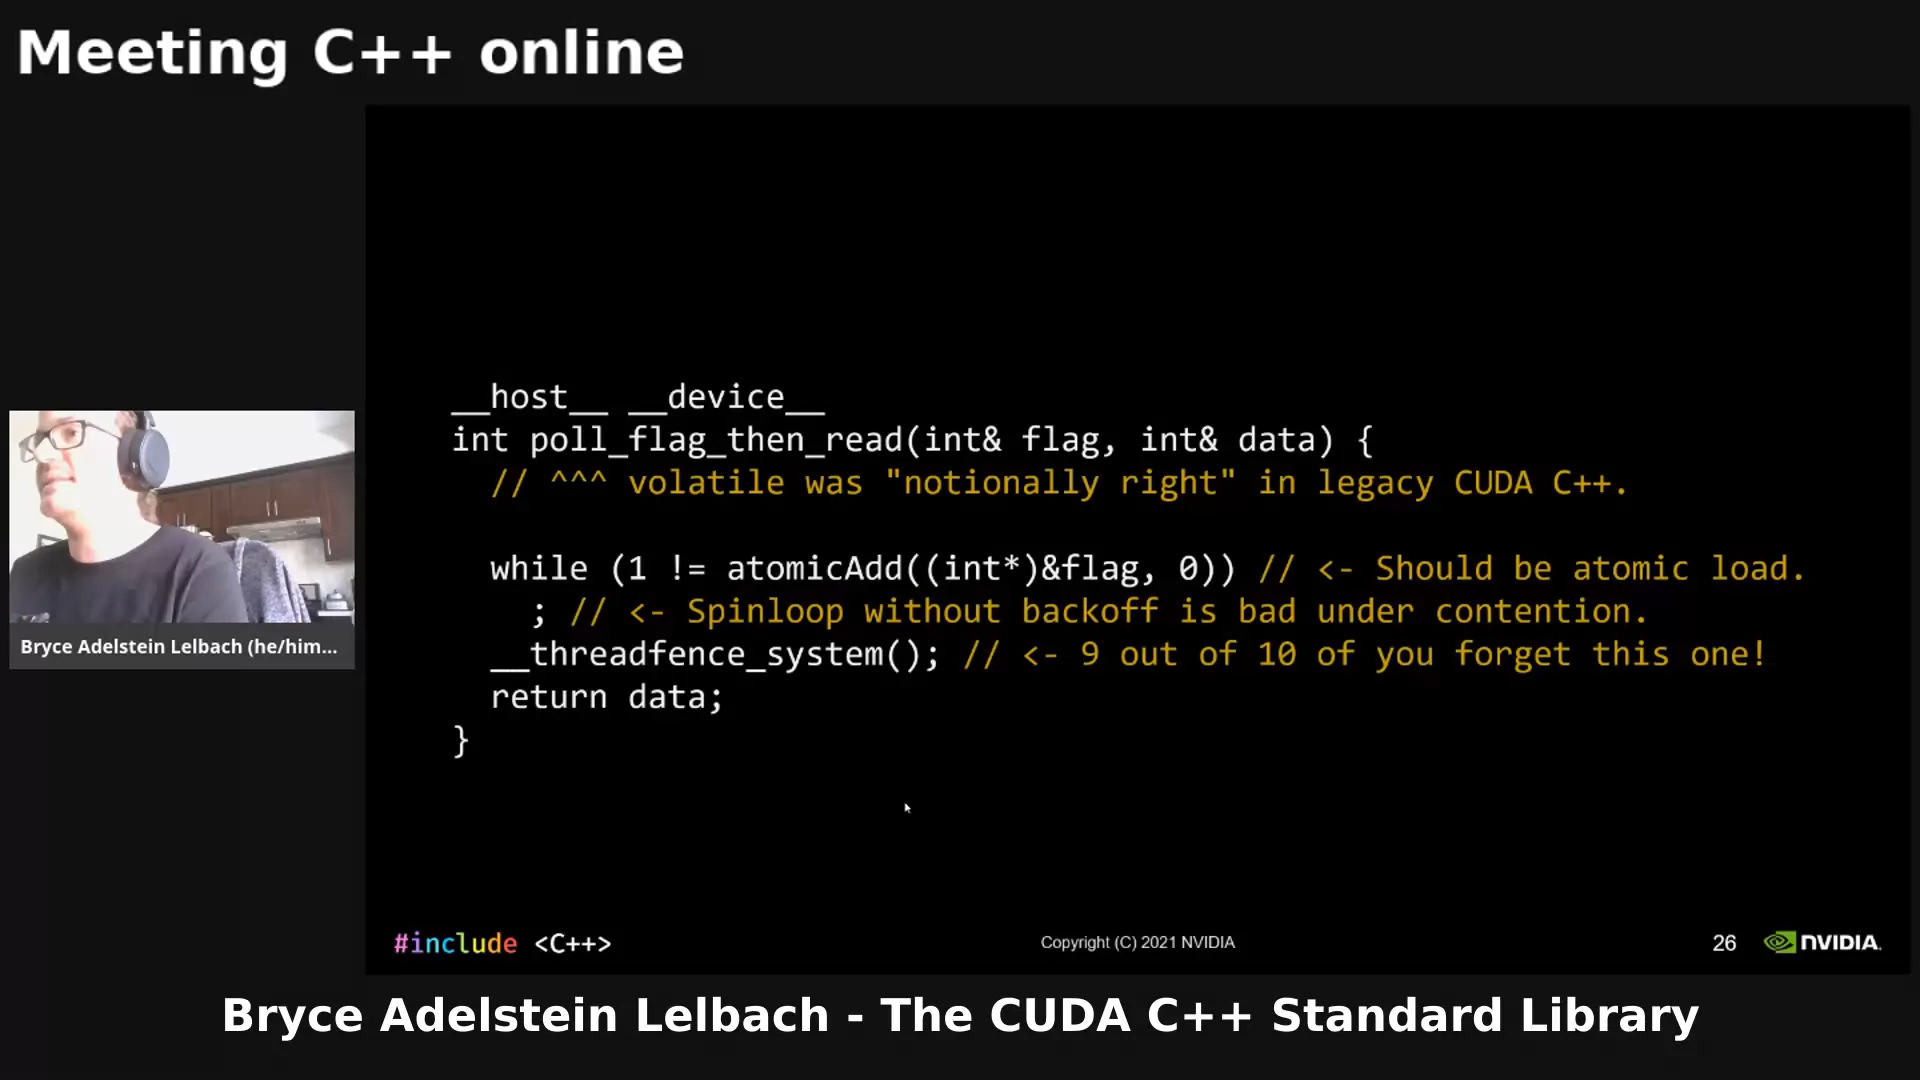 Meeting C++ online
__host__ __device__
int poll_flag_then_read(int& flag, int& data) {
// ^^^ volatile was "notionally right" in legacy CUDA C++.
while (1 != atomicAdd((int*)&flag, 0)) // <- Should be atomic load.
; // <- Spinloop without backoff is bad under contention.
__threadfence_system(); // <- 9 out of 10 of you forget this one!
return data;
}
Bryce Adelstein Lelbach (he/him...
#include <C++>
Copyright (C) 2021 NVIDIA
26
NVIDIA.
Bryce Adelstein Lelbach - The CUDA C++ Standard Library